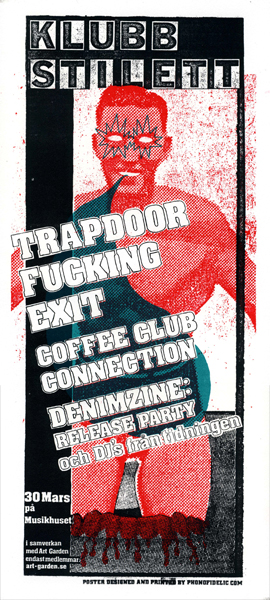 KLUBB
STILETT
TRAPDOOR
FUCKING
EXIT
COFFEE CLUB
CONNECTION
DENIMZINE:
RELEASE PARTY
och DJ's från tidningen
30 Mars
på
Musikhuset
I samverkan
med Art Garden
endast medlemmar
art-garden.se
POSTER DESIGNED AND PRINTED BY PHONOFIDELIC.COM